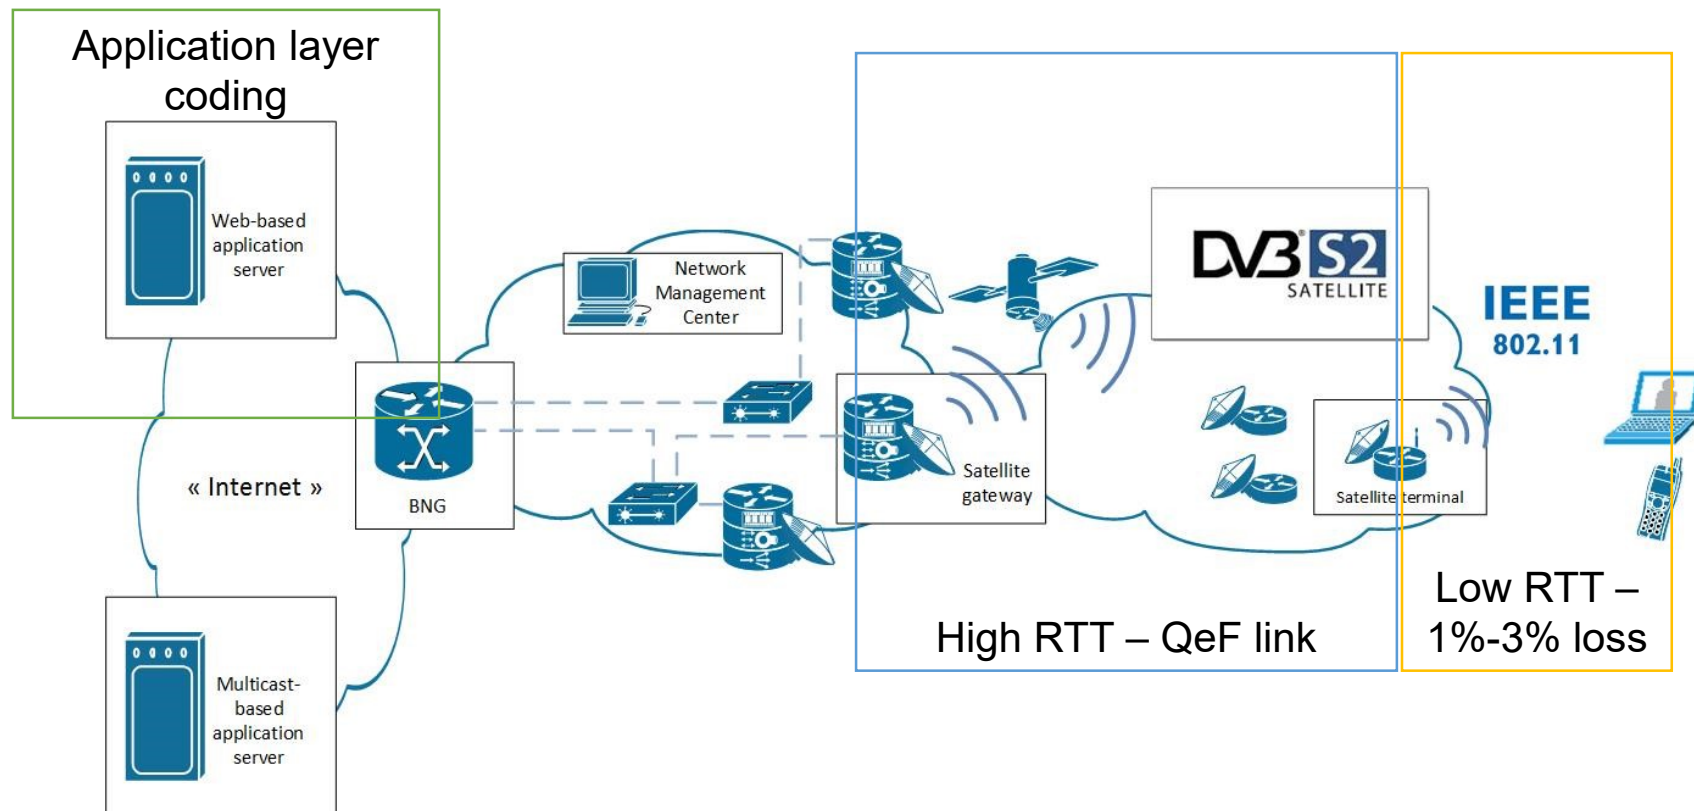 Application layer
coding
Web-based
application
server
Network
Management
Center
DVB S2
SATELLITE
IEEE
802.11
« Internet »
BNG
Satellite
gateway
Satellite terminal
Multicast-
based
application
server
High RTT – QeF link
Low RTT –
1%-3% loss